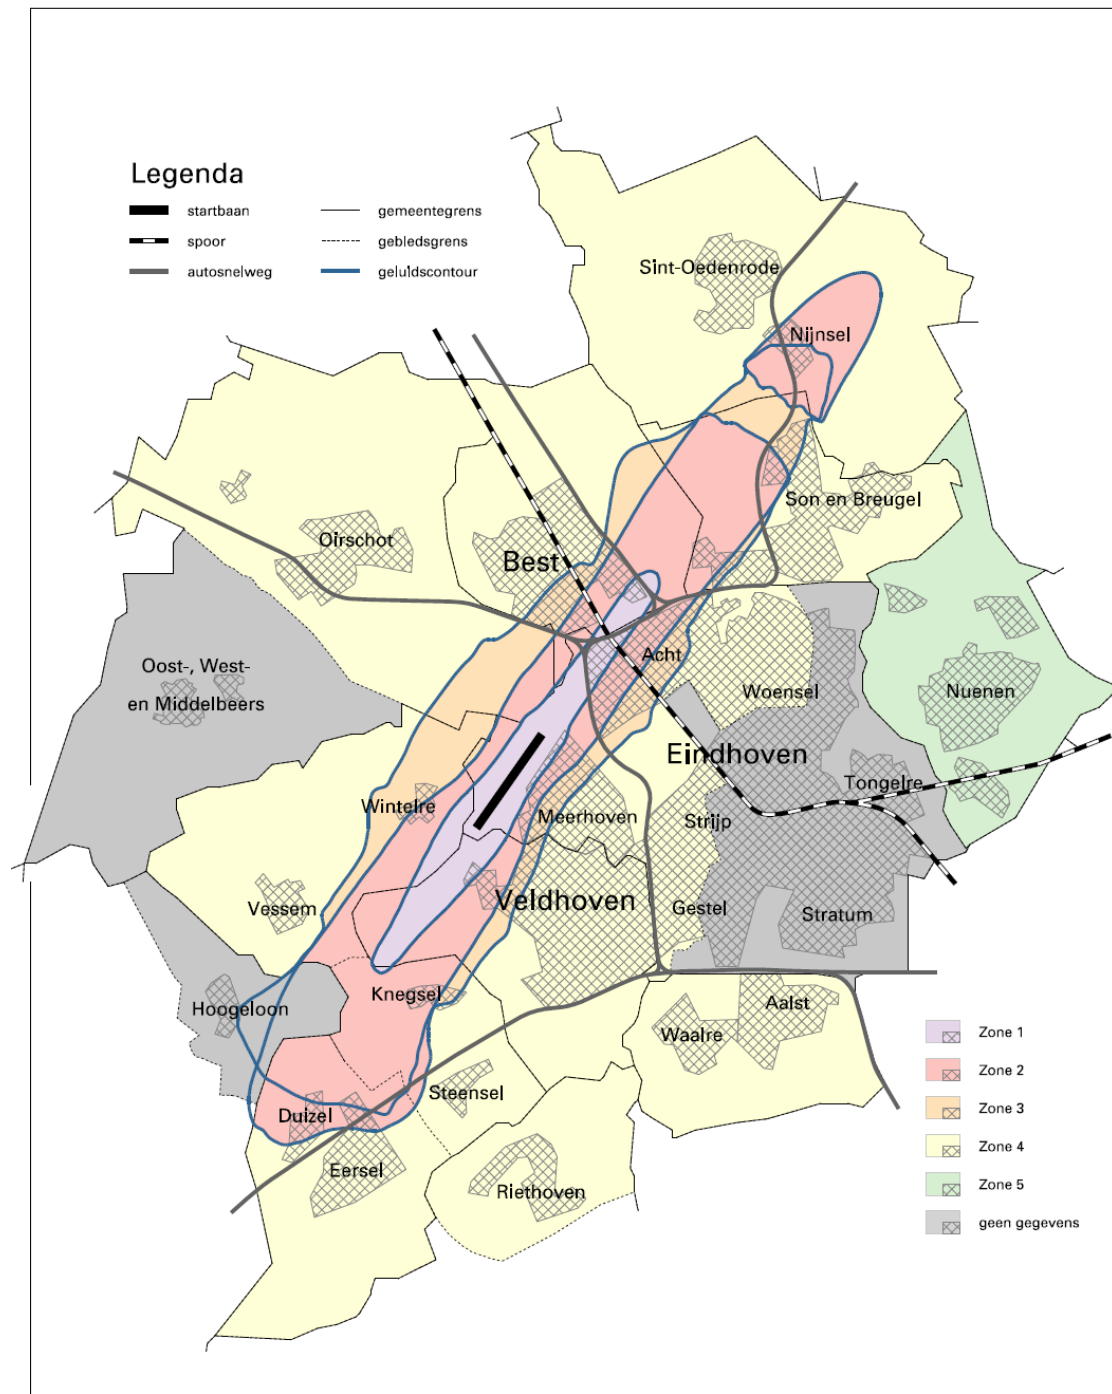 Legenda
startbaan
gemeentegrens
spoor
gebledsgrens
autosnelweg
geluidscontour
Sint-Oedenrode
Nijnsel
Son en Breugel
Oirschot
Best
Acht
Oost-, West-
en Middelbeers
Woensel
Nuenen
Eindhoven
Tongelre
Wintelre
Meerhoven
Strijp
Veldhoven
Vessem
Gestel
Stratum
Knegsel
Hoogeloon
Aalst
Waalre
Steensel
Duizel
Eersel
Riethoven
Zone 1
Zone 2
Zone 3
Zone 4
Zone 5
geen gegevens